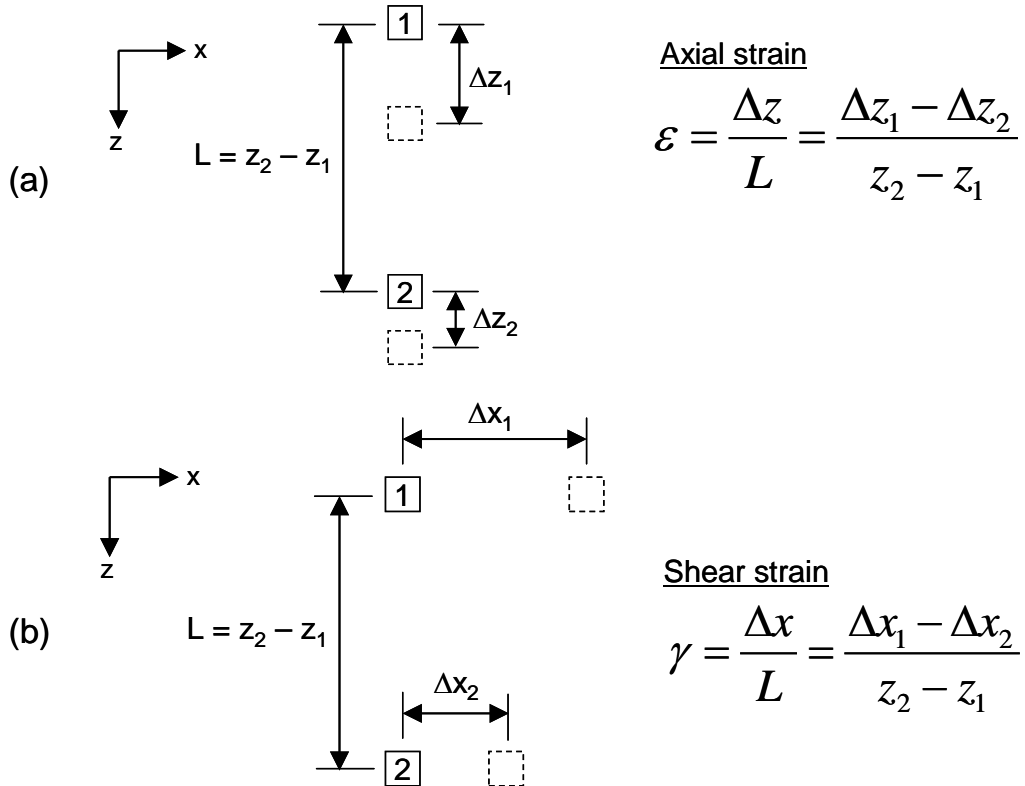 (a)
x
z
1
Δz₁
L = z₂ – z₁
2
Δz₂
Axial strain
ε = Δz / L = (Δz₁ − Δz₂) / (z₂ − z₁)
(b)
x
z
Δx₁
1
L = z₂ – z₁
Δx₂
2
Shear strain
γ = Δx / L = (Δx₁ − Δx₂) / (z₂ − z₁)